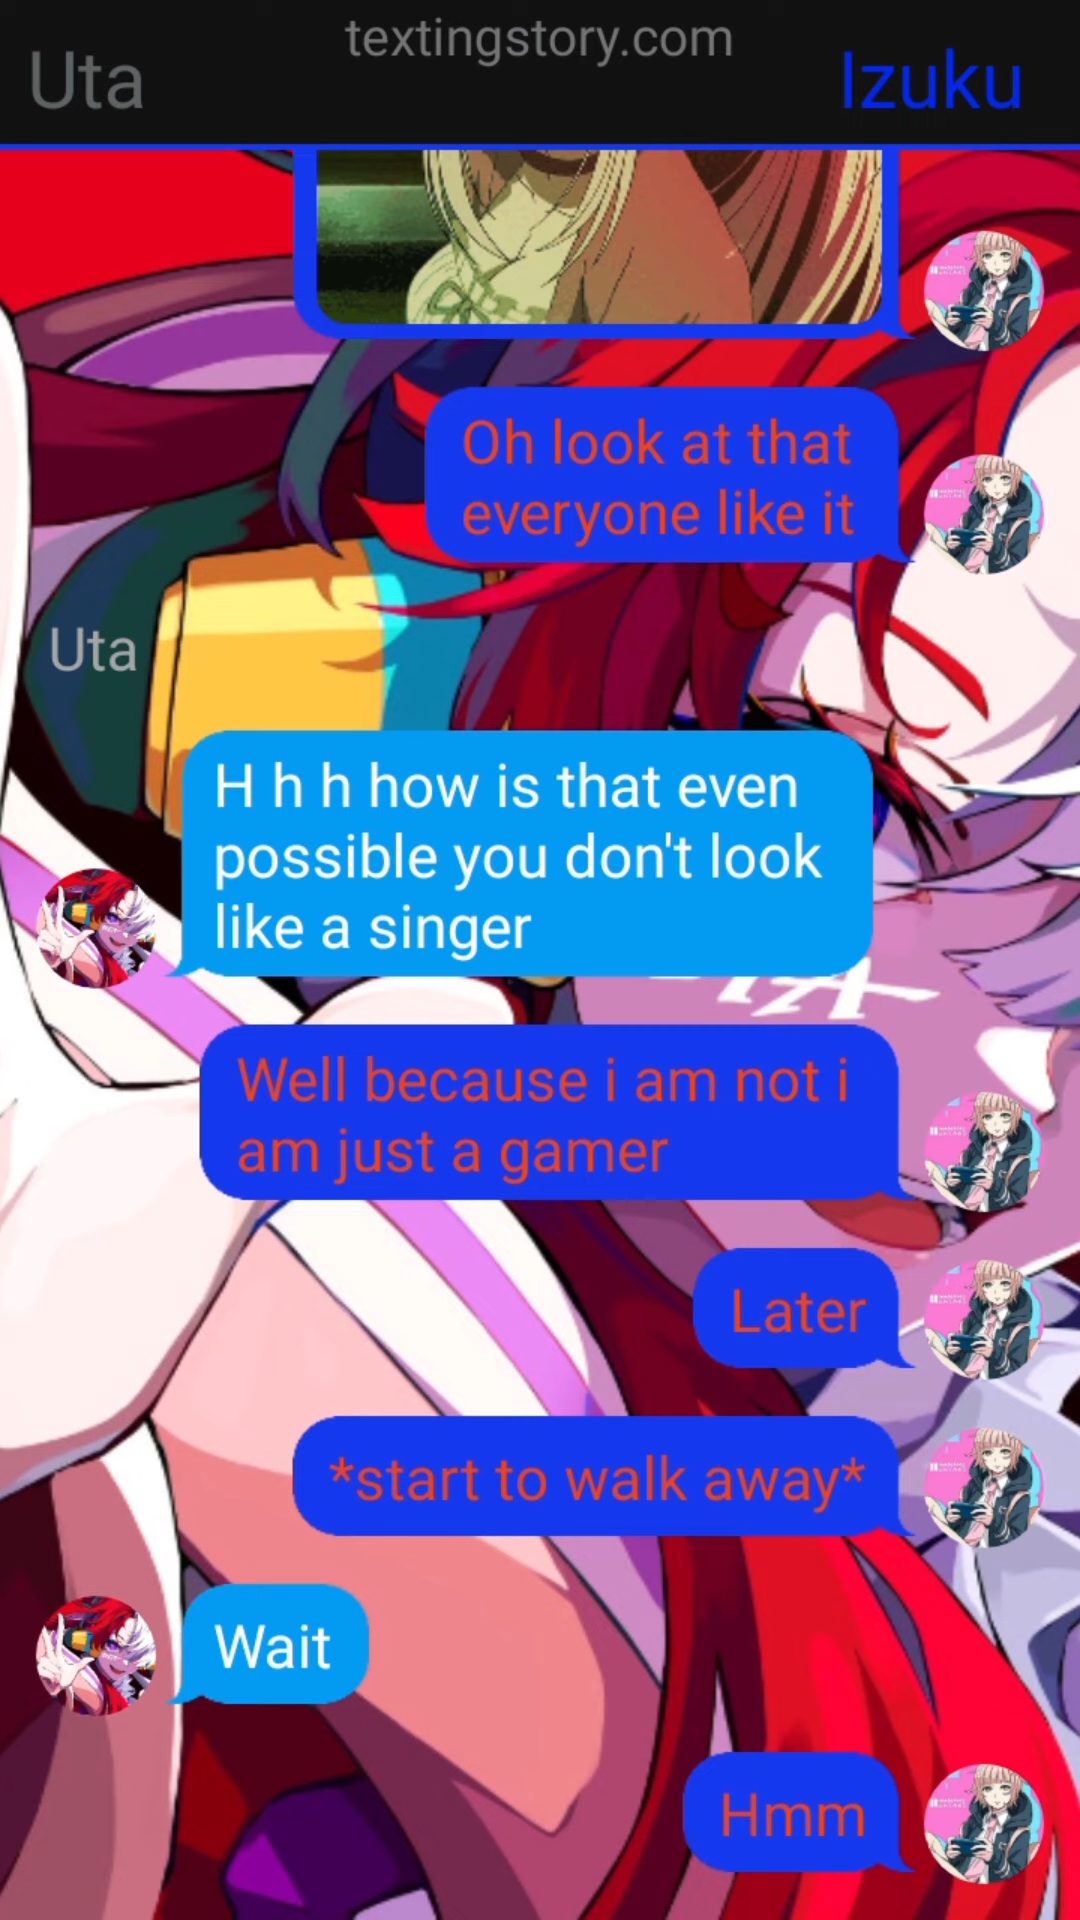 textingstory.com
Uta
Izuku
Oh look at that
everyone like it
Uta
H h h how is that even
possible you don't look
like a singer
Well because i am not i
am just a gamer
Later
*start to walk away*
Wait
Hmm